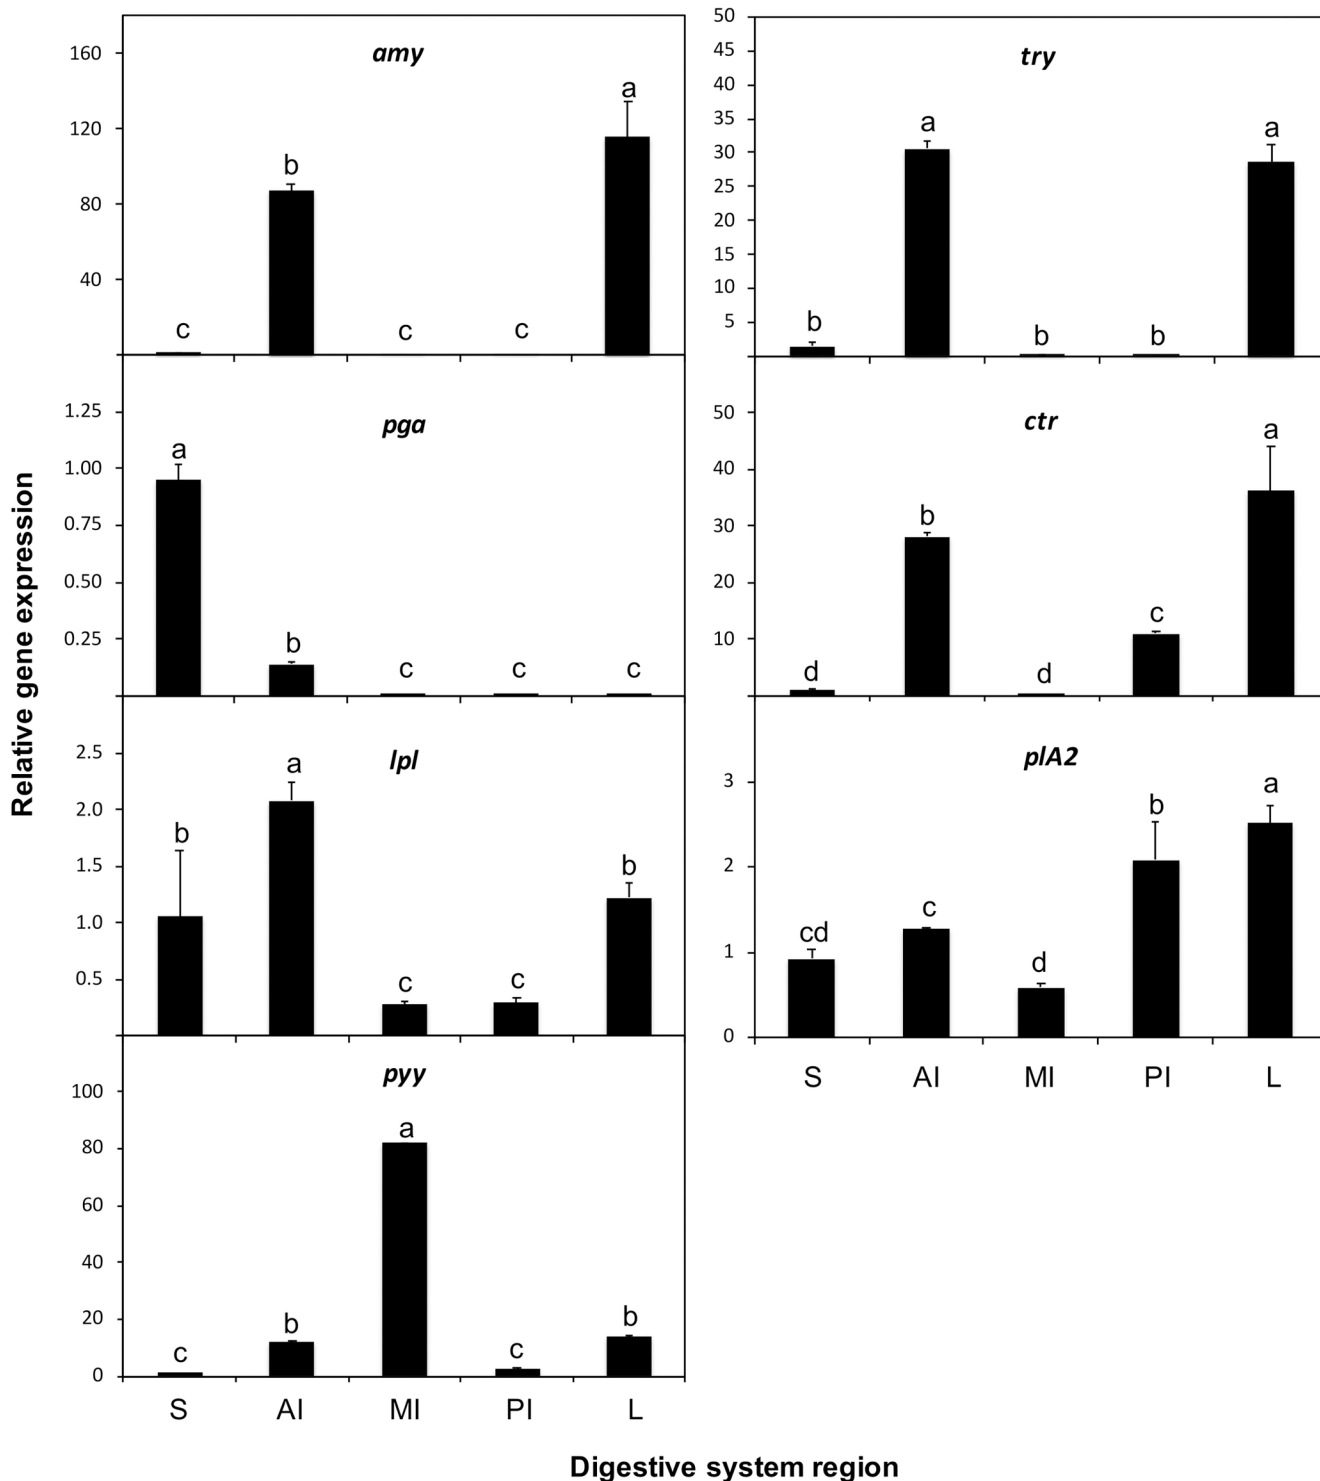 Relative gene expression
amy
160
120
80
40
c
b
c
c
a
try
50
45
40
35
30
25
20
15
10
5
b
a
b
b
a
pga
1.25
1.00
0.75
0.50
0.25
a
b
c
c
c
ctr
50
40
30
20
10
d
b
d
c
a
lpl
2.5
2.0
1.5
1.0
0.5
b
a
c
c
b
plA2
3
2
1
0
cd
c
d
b
a
S AI MI PI L
pyy
100
80
60
40
20
0
c
b
a
c
b
S AI MI PI L
Digestive system region